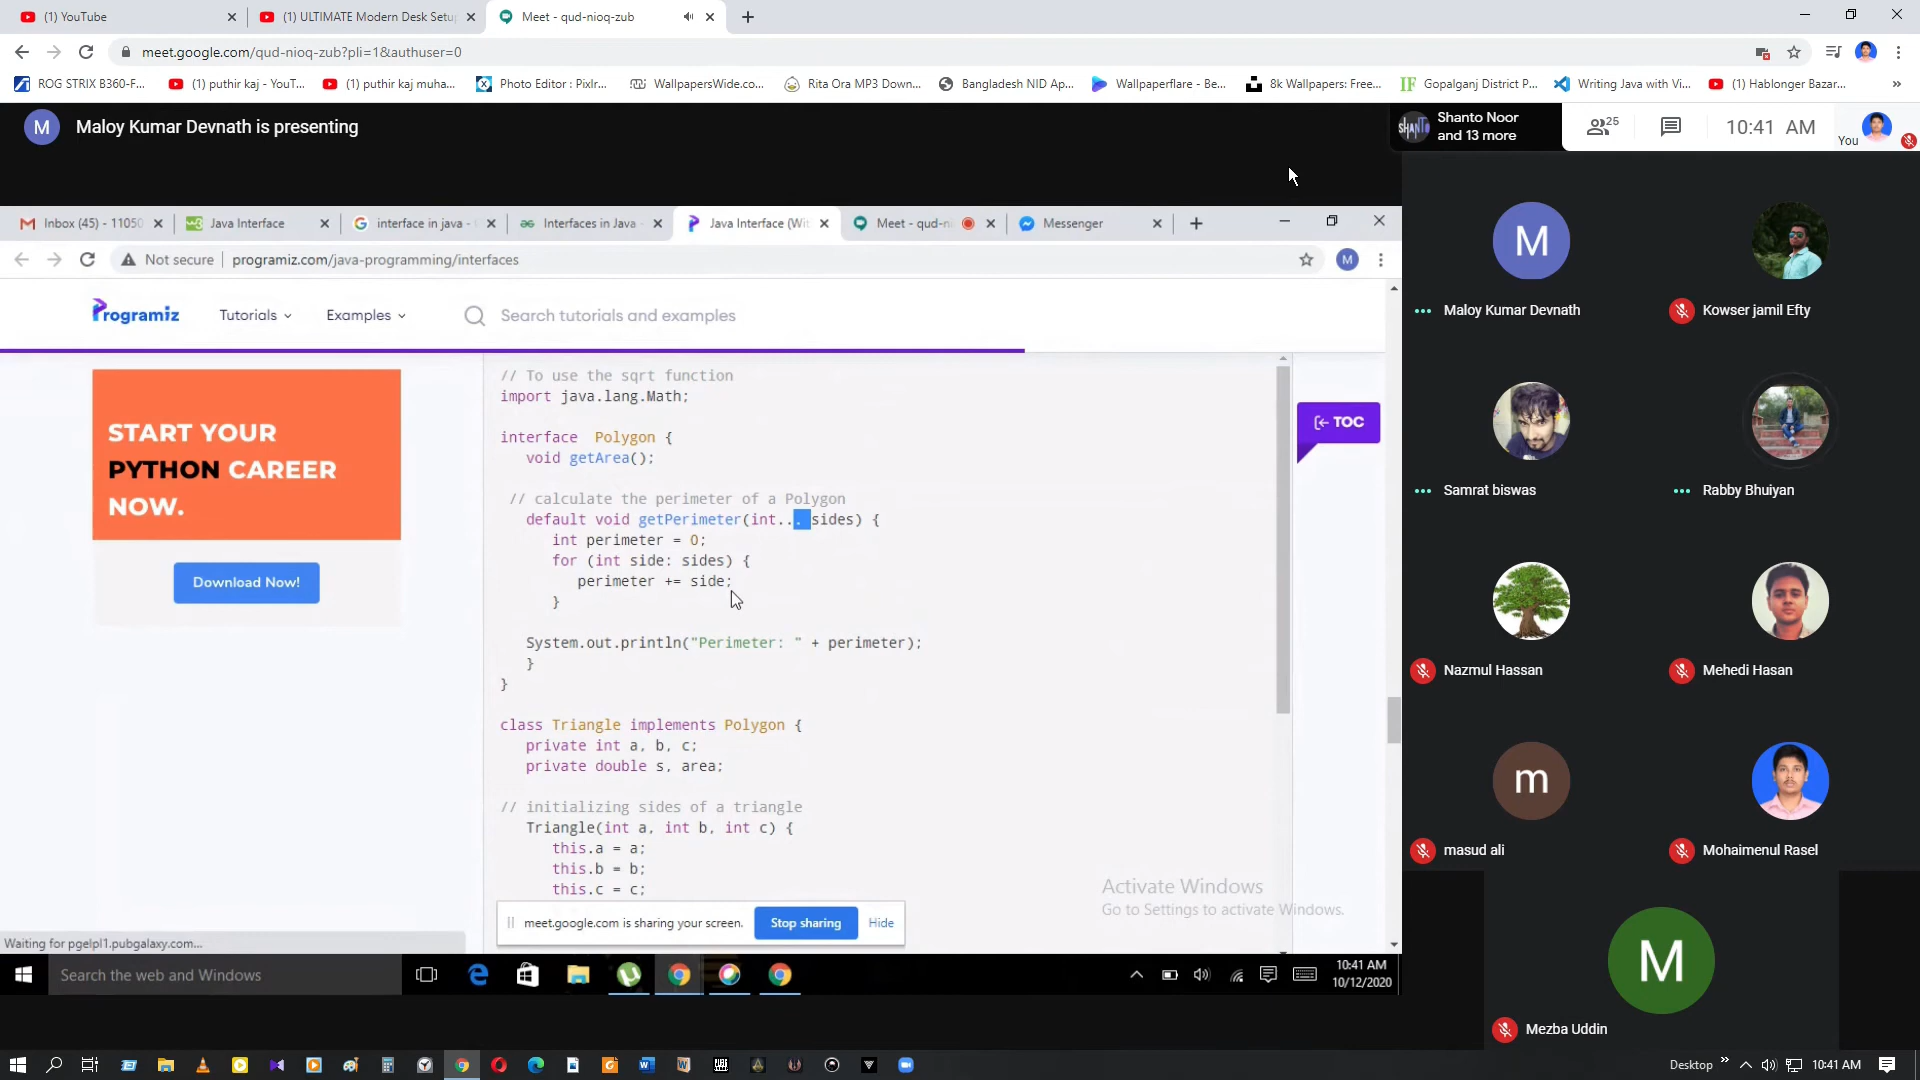 (1) YouTube
(1) ULTIMATE Modern Desk Setu
Meet - qud-nioq-zub
meet.google.com/qud-nioq-zub?pli=1&authuser=0
ROG STRIX B360-F...
(1) puthir kaj - YouT...
(1) puthir kaj muha...
Photo Editor : Pixlr...
WallpapersWide.co...
Rita Ora MP3 Down...
Bangladesh NID Ap...
Wallpaperflare - Be...
8k Wallpapers: Free...
Gopalganj District P...
Writing Java with Vi...
(1) Hablonger Bazar...
M
Maloy Kumar Devnath is presenting
Shanto Noor
and 13 more
25
10:41 AM
You
Inbox (45) - 11050
Java Interface
interface in java -
Interfaces in Java -
Java Interface (Wit
Meet - qud-n
Messenger
Not secure
programiz.com/java-programming/interfaces
M
Programiz
Tutorials
Examples
Search tutorials and examples
START YOUR
PYTHON CAREER
NOW.
Download Now!
TOC
// To use the sqrt function
import java.lang.Math;
interface  Polygon {
void getArea();
// calculate the perimeter of a Polygon
default void getPerimeter(int... sides) {
int perimeter = 0;
for (int side: sides) {
perimeter += side;
}
System.out.println("Perimeter: " + perimeter);
}
}
class Triangle implements Polygon {
private int a, b, c;
private double s, area;
// initializing sides of a triangle
Triangle(int a, int b, int c) {
this.a = a;
this.b = b;
this.c = c;
meet.google.com is sharing your screen.
Stop sharing
Hide
Activate Windows
Go to Settings to activate Windows.
Waiting for pgelpl1.pubgalaxy.com...
Search the web and Windows
10:41 AM
10/12/2020
M
Maloy Kumar Devnath
Kowser jamil Efty
Samrat biswas
Rabby Bhuiyan
Nazmul Hassan
Mehedi Hasan
m
masud ali
Mohaimenul Rasel
M
Mezba Uddin
Desktop
10:41 AM